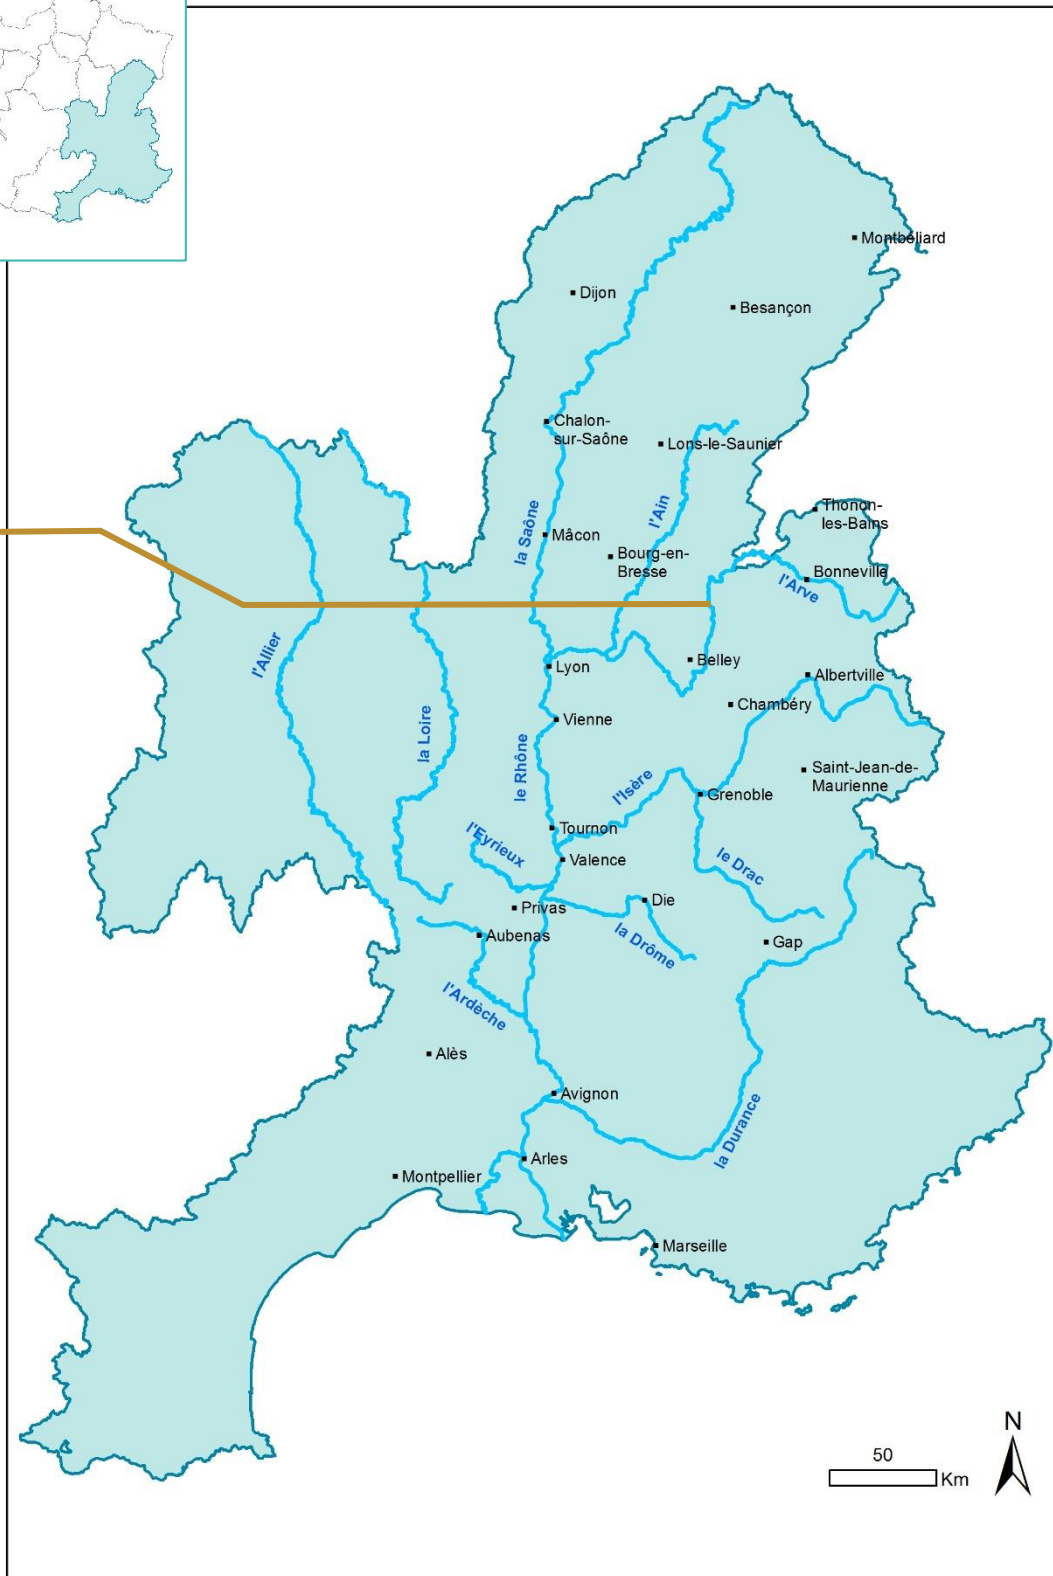 Montbéliard
Dijon
Besançon
Chalon-
sur-Saône
Lons-le-Saunier
l'Ain
la Saône
Thonon-
les-Bains
Mâcon
Bourg-en-
Bresse
Bonneville
l'Arve
l'Allier
Lyon
Belley
Albertville
Chambéry
Vienne
la Loire
le Rhône
Saint-Jean-de-
Maurienne
l'Isère
Grenoble
Tournon
l'Eyrieux
Valence
le Drac
Die
Privas
Aubenas
la Drôme
Gap
l'Ardèche
Alès
Avignon
la Durance
Arles
Montpellier
Marseille
N
50
Km